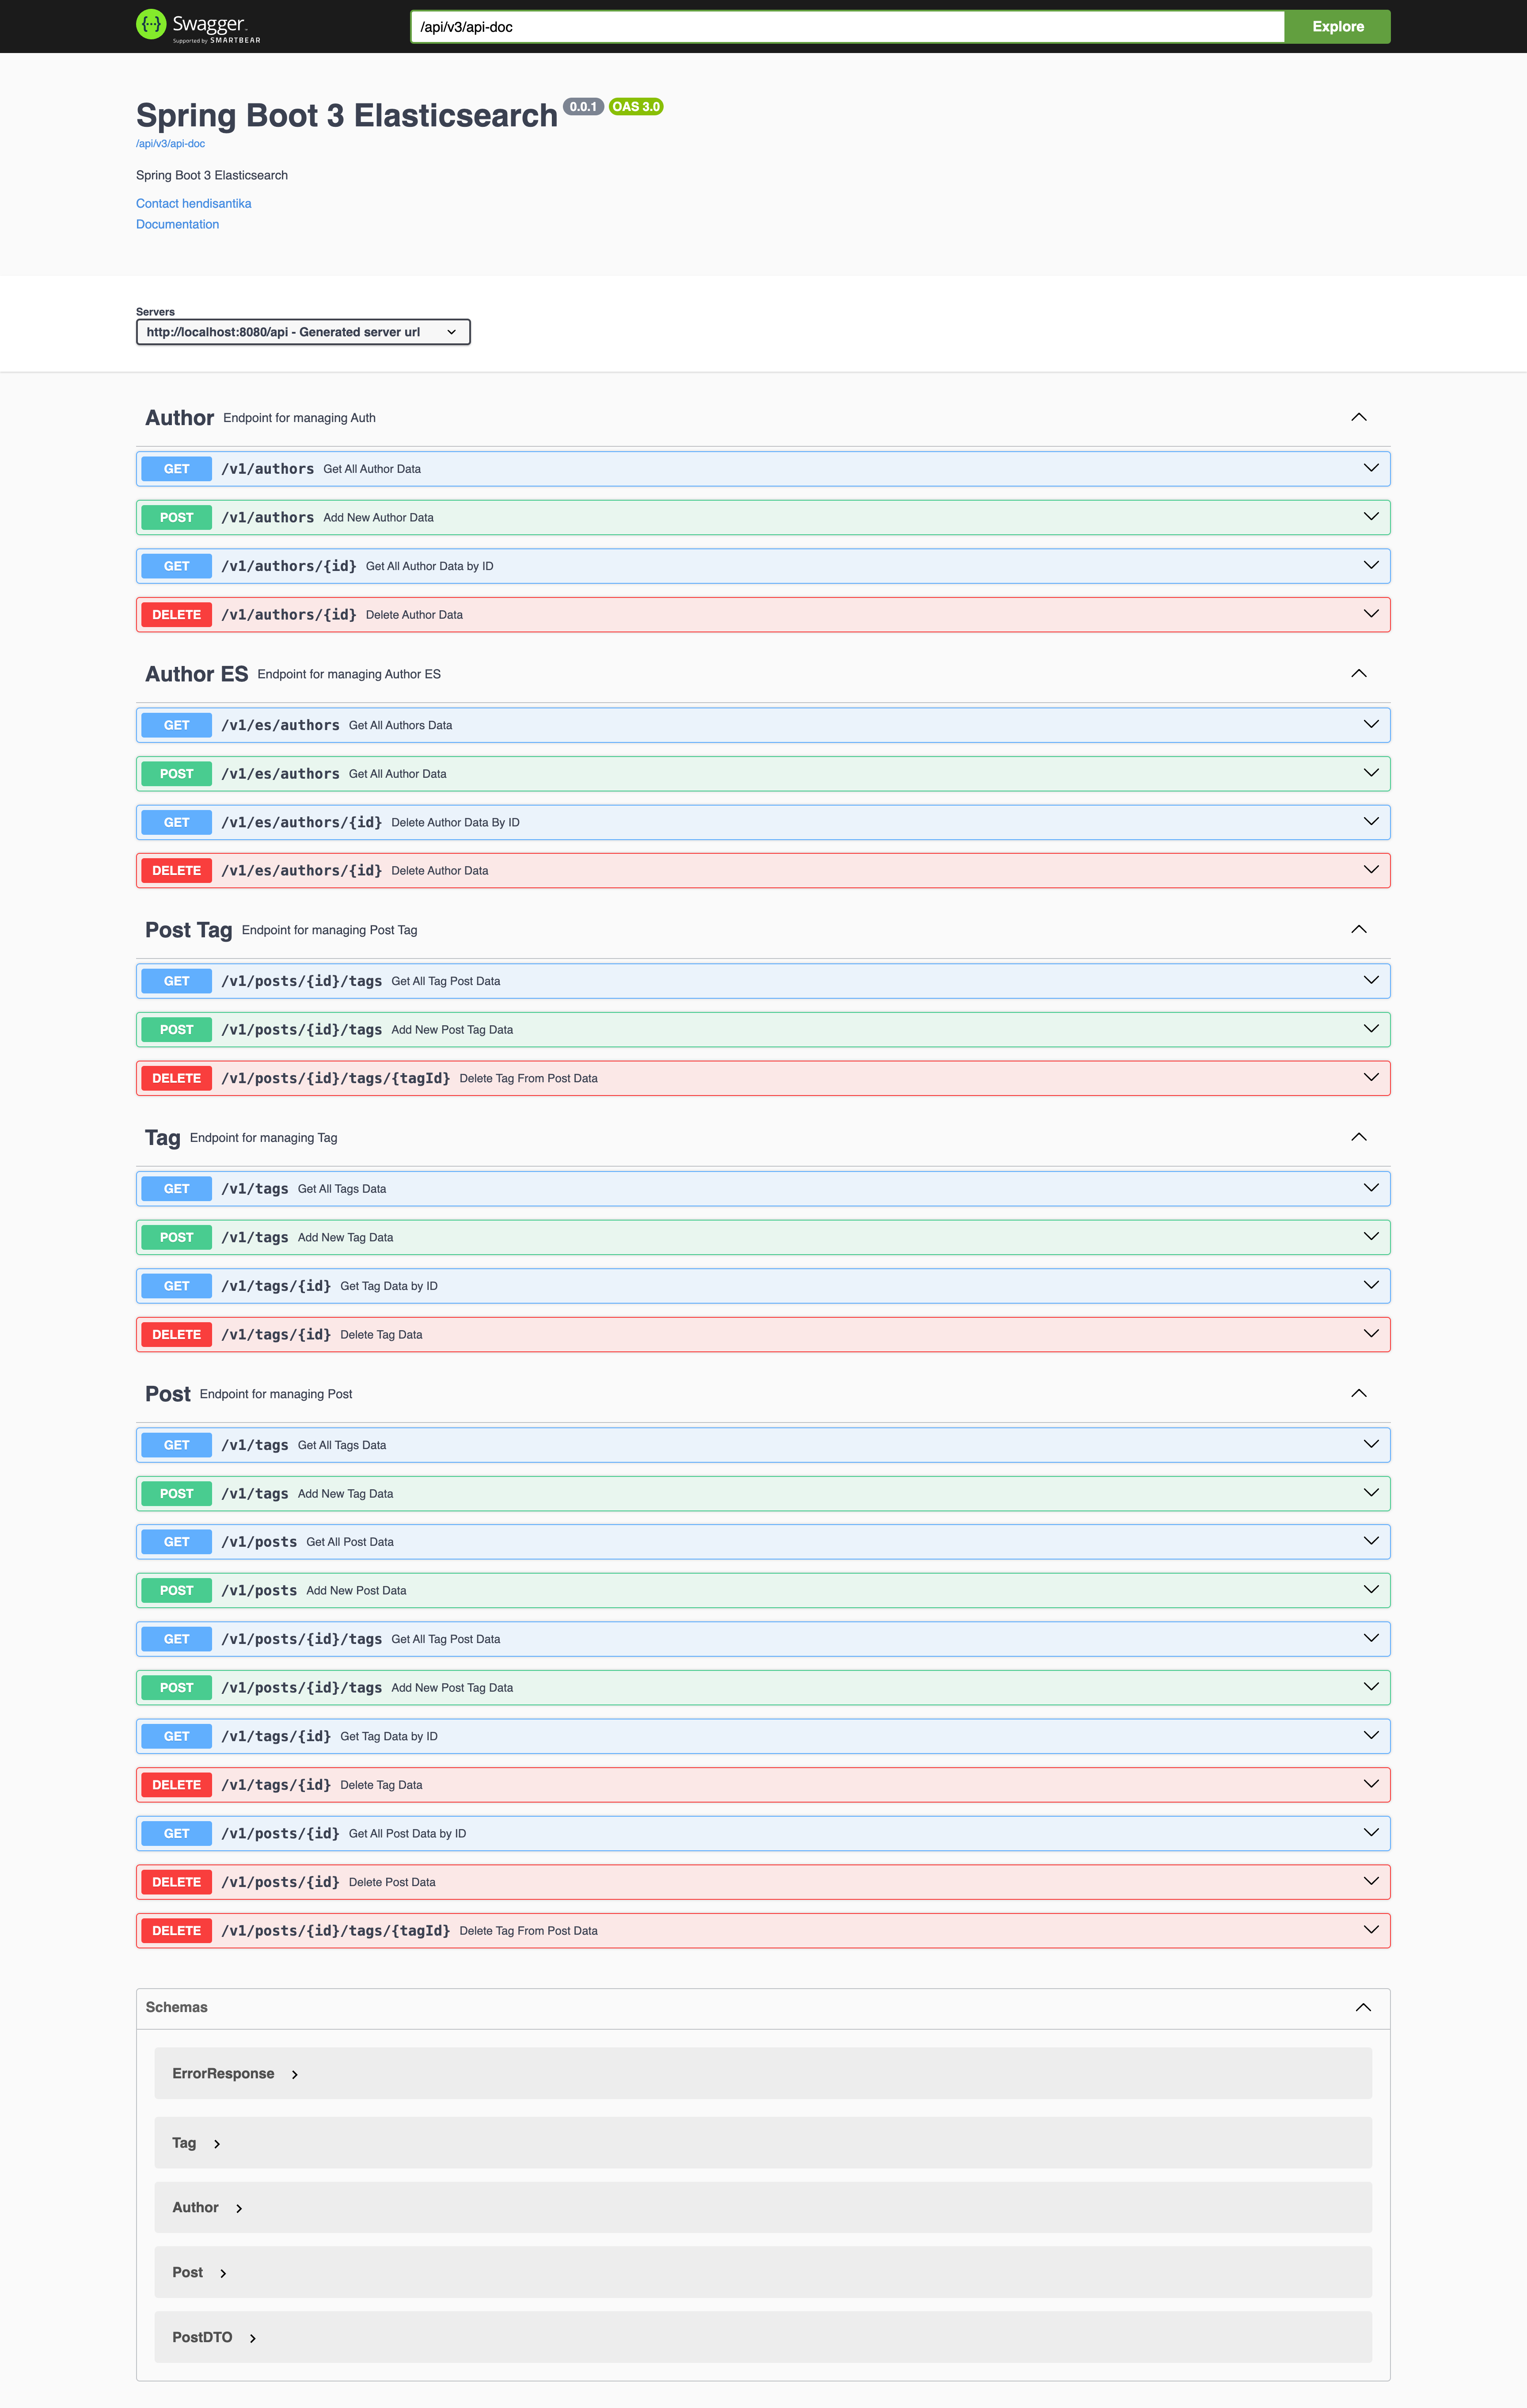 {···} Swagger.
Supported by SMARTBEAR
/api/v3/api-doc
Explore
Spring Boot 3 Elasticsearch 0.0.1 OAS 3.0
/api/v3/api-doc
Spring Boot 3 Elasticsearch
Contact hendisantika
Documentation
Servers
http://localhost:8080/api - Generated server url
Author Endpoint for managing Auth
GET /v1/authors Get All Author Data
POST /v1/authors Add New Author Data
GET /v1/authors/{id} Get All Author Data by ID
DELETE /v1/authors/{id} Delete Author Data
Author ES Endpoint for managing Author ES
GET /v1/es/authors Get All Authors Data
POST /v1/es/authors Get All Author Data
GET /v1/es/authors/{id} Delete Author Data By ID
DELETE /v1/es/authors/{id} Delete Author Data
Post Tag Endpoint for managing Post Tag
GET /v1/posts/{id}/tags Get All Tag Post Data
POST /v1/posts/{id}/tags Add New Post Tag Data
DELETE /v1/posts/{id}/tags/{tagId} Delete Tag From Post Data
Tag Endpoint for managing Tag
GET /v1/tags Get All Tags Data
POST /v1/tags Add New Tag Data
GET /v1/tags/{id} Get Tag Data by ID
DELETE /v1/tags/{id} Delete Tag Data
Post Endpoint for managing Post
GET /v1/tags Get All Tags Data
POST /v1/tags Add New Tag Data
GET /v1/posts Get All Post Data
POST /v1/posts Add New Post Data
GET /v1/posts/{id}/tags Get All Tag Post Data
POST /v1/posts/{id}/tags Add New Post Tag Data
GET /v1/tags/{id} Get Tag Data by ID
DELETE /v1/tags/{id} Delete Tag Data
GET /v1/posts/{id} Get All Post Data by ID
DELETE /v1/posts/{id} Delete Post Data
DELETE /v1/posts/{id}/tags/{tagId} Delete Tag From Post Data
Schemas
ErrorResponse
Tag
Author
Post
PostDTO